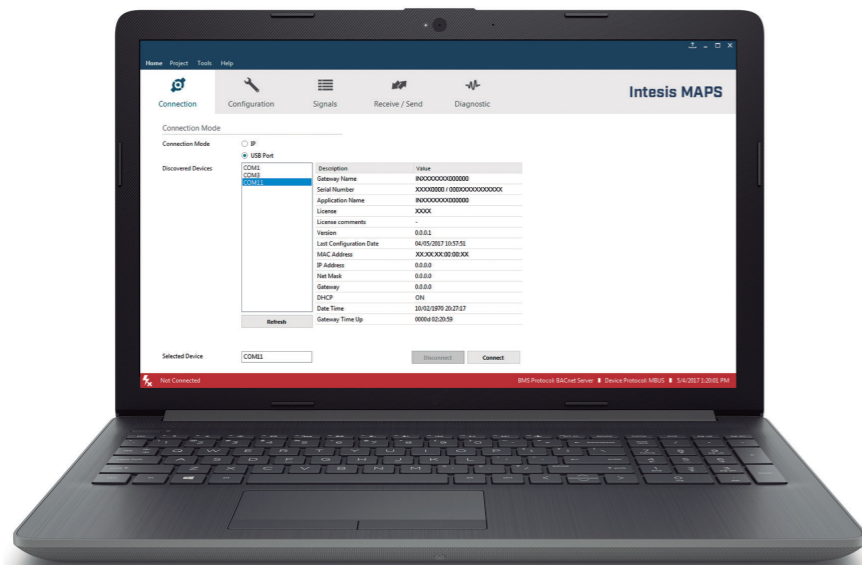 Home Project Tools Help
Connection Configuration Signals Receive / Send Diagnostic
Intesis MAPS
Connection Mode
Connection Mode IP
USB Port
Discovered Devices
COM1
COM3
COM11
Description Value
Gateway Name INXXXXXXX000000
Serial Number XXXX0000 / 000XXXXXXXXXXXX
Application Name INXXXXXXX000000
License XXXX
License comments -
Version 0.0.0.1
Last Configuration Date 04/05/2017 10:57:51
MAC Address XX:XX:XX:00:00:XX
IP Address 0.0.0.0
Net Mask 0.0.0.0
Gateway 0.0.0.0
DHCP ON
Date Time 10/02/1970 20:27:17
Gateway Time Up 0000d 02:20:59
Refresh
Selected Device COM11 Disconnect Connect
Not Connected BMS Protocol: BACnet Server Device Protocol: MBUS 5/4/2017 1:20:01 PM
Q W E R T Y U I O P
A S D F G H J K L
Z X C V B N M